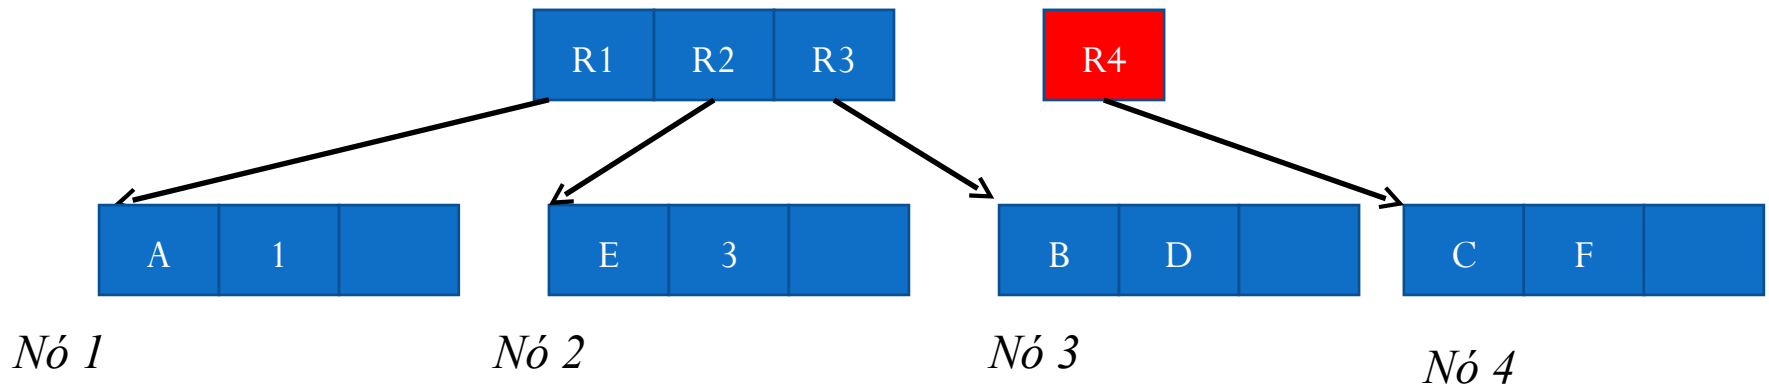 R1 R2 R3 R4
A 1 E 3 B D C F
Nó 1 Nó 2 Nó 3 Nó 4